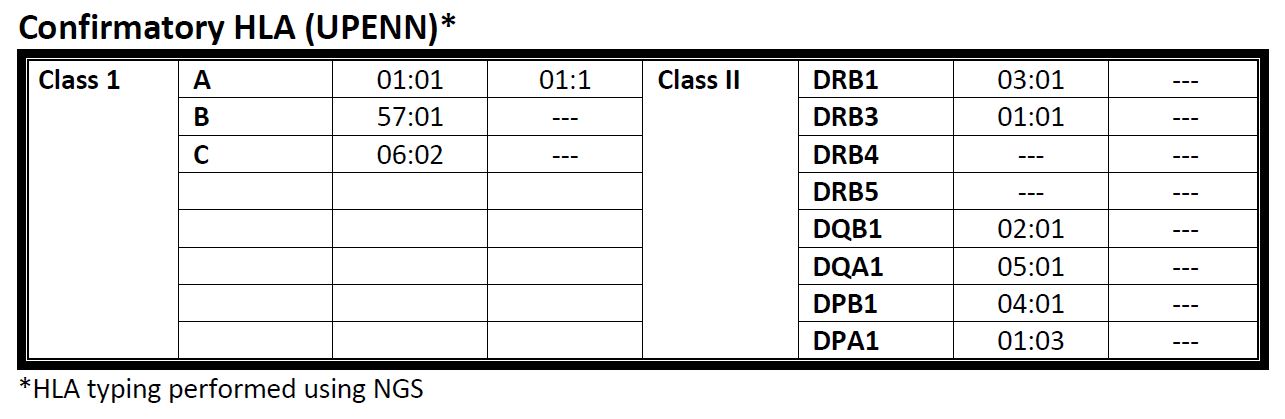 Confirmatory HLA (UPENN)*
Class 1 A 01:01 01:1 Class II DRB1 03:01 ---
B 57:01 --- DRB3 01:01 ---
C 06:02 --- DRB4 --- ---
DRB5 --- ---
DQB1 02:01 ---
DQA1 05:01 ---
DPB1 04:01 ---
DPA1 01:03 ---
*HLA typing performed using NGS